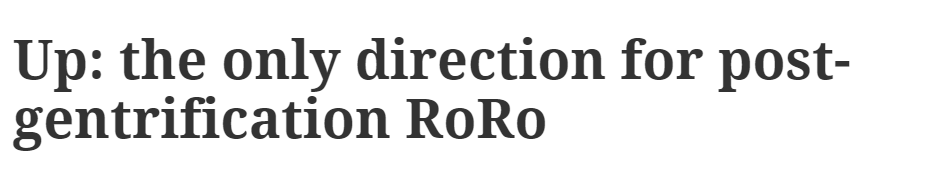 Up: the only direction for post-
gentrification RoRo